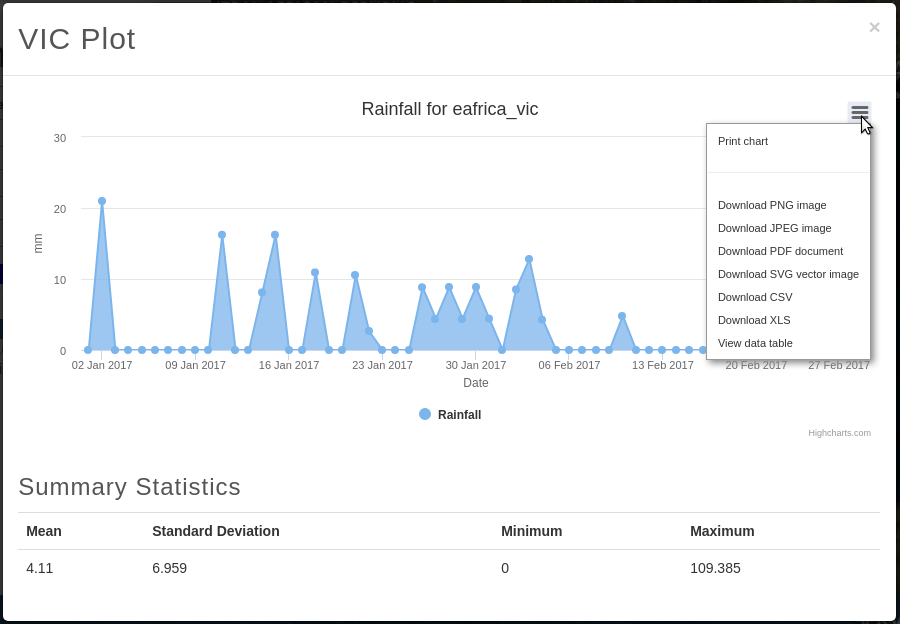 VIC Plot
×
Rainfall for eafrica_vic
30
20
10
0
mm
02 Jan 2017 09 Jan 2017 16 Jan 2017 23 Jan 2017 30 Jan 2017 06 Feb 2017 13 Feb 2017 20 Feb 2017 27 Feb 2017
Date
Rainfall
Highcharts.com
Print chart
Download PNG image
Download JPEG image
Download PDF document
Download SVG vector image
Download CSV
Download XLS
View data table
Summary Statistics
Mean Standard Deviation Minimum Maximum
4.11 6.959 0 109.385